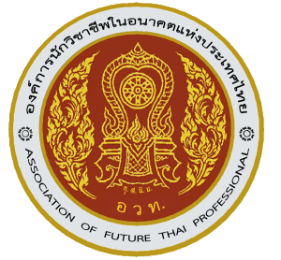 องค์การนักวิชาชีพในอนาคตแห่งประเทศไทย
อ ว ท.
ASSOCIATION OF FUTURE THAI PROFESSIONAL